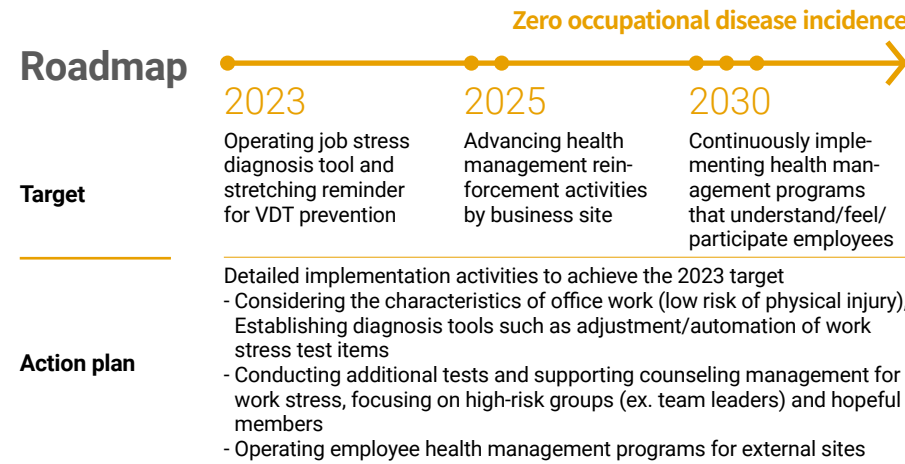 Zero occupational disease incidence
Roadmap
2023
Operating job stress
diagnosis tool and
stretching reminder
for VDT prevention
2025
Advancing health
management rein-
forcement activities
by business site
2030
Continuously imple-
menting health man-
agement programs
that understand/feel/
participate employees
Target
Action plan
Detailed implementation activities to achieve the 2023 target
- Considering the characteristics of office work (low risk of physical injury),
Establishing diagnosis tools such as adjustment/automation of work
stress test items
- Conducting additional tests and supporting counseling management for
work stress, focusing on high-risk groups (ex. team leaders) and hopeful
members
- Operating employee health management programs for external sites